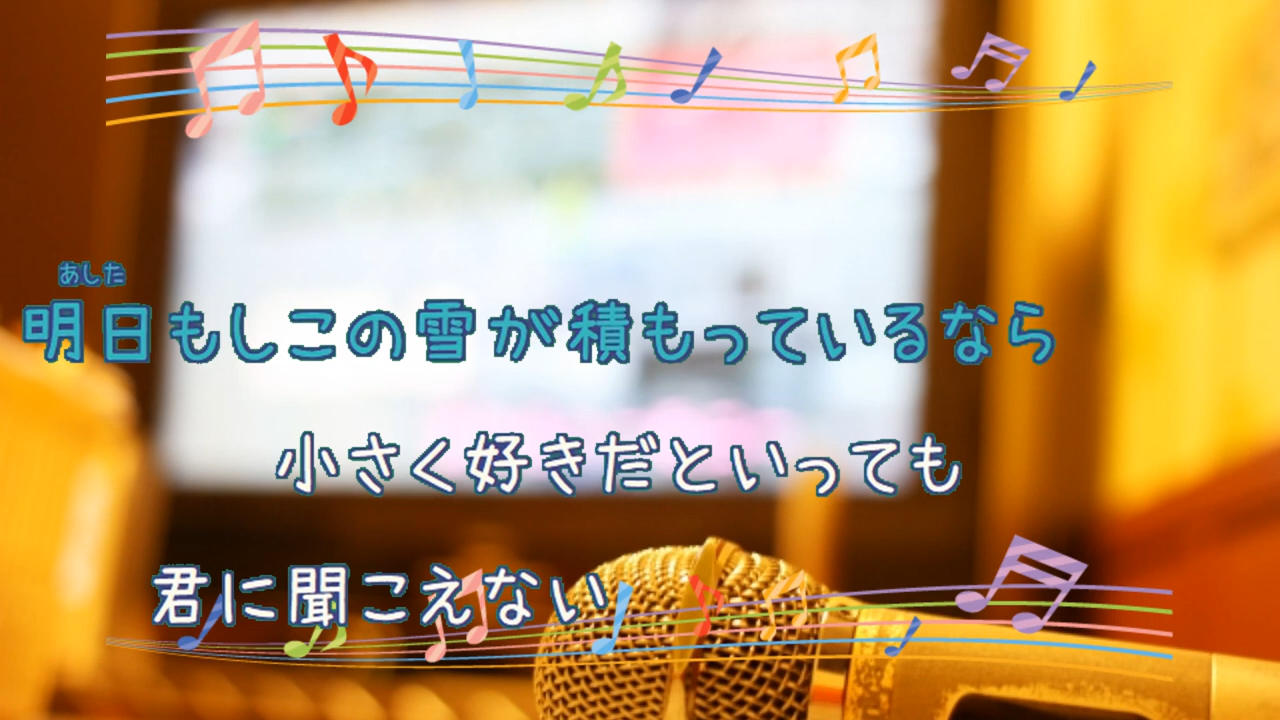 あした
明日もしこの雪が積もっているなら
小さく好きだといっても
君に聞こえない